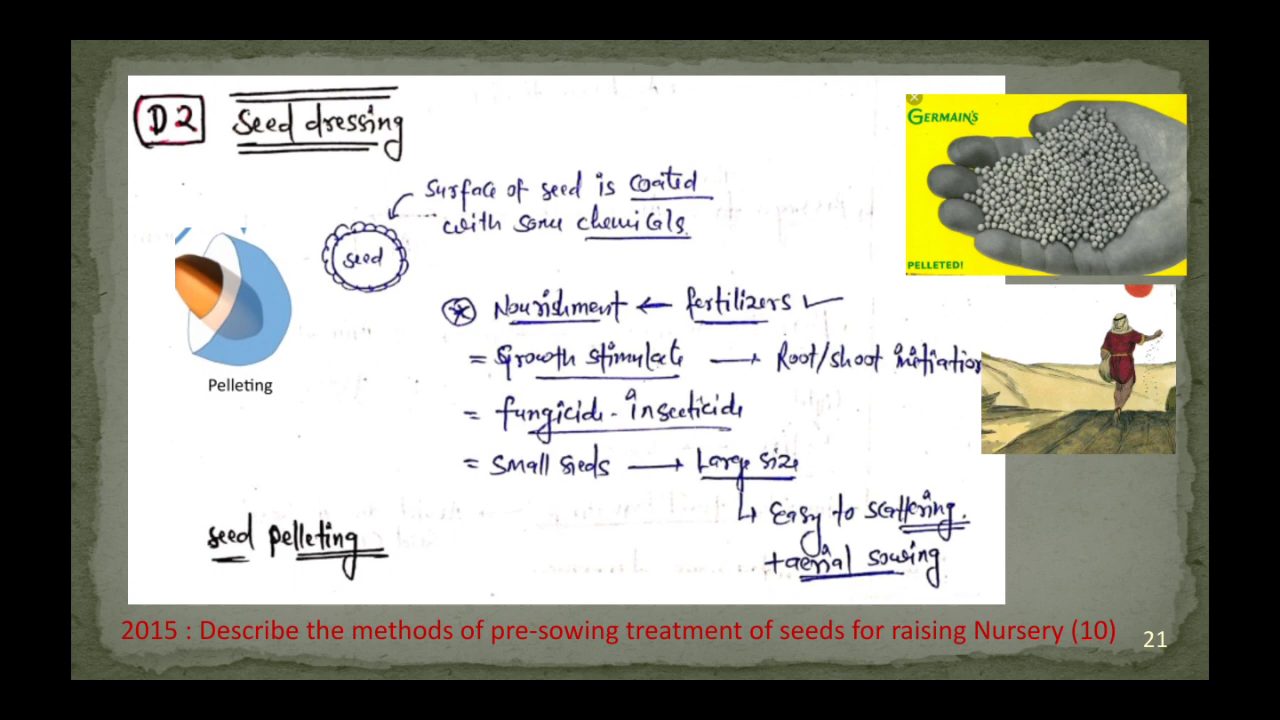 D2 Seed dressing
Surface of seed is coated
with some chemicals.
seed
Nourishment ← fertilizers ✓
= Growth stimulate → Root/shoot initiation
= fungicide - insecticide
= Small seeds → Large size
↳ Easy to scattering.
+ aerial sowing
Pelleting
seed pelleting
GERMAIN'S
PELLETED!
2015 : Describe the methods of pre-sowing treatment of seeds for raising Nursery (10)
21